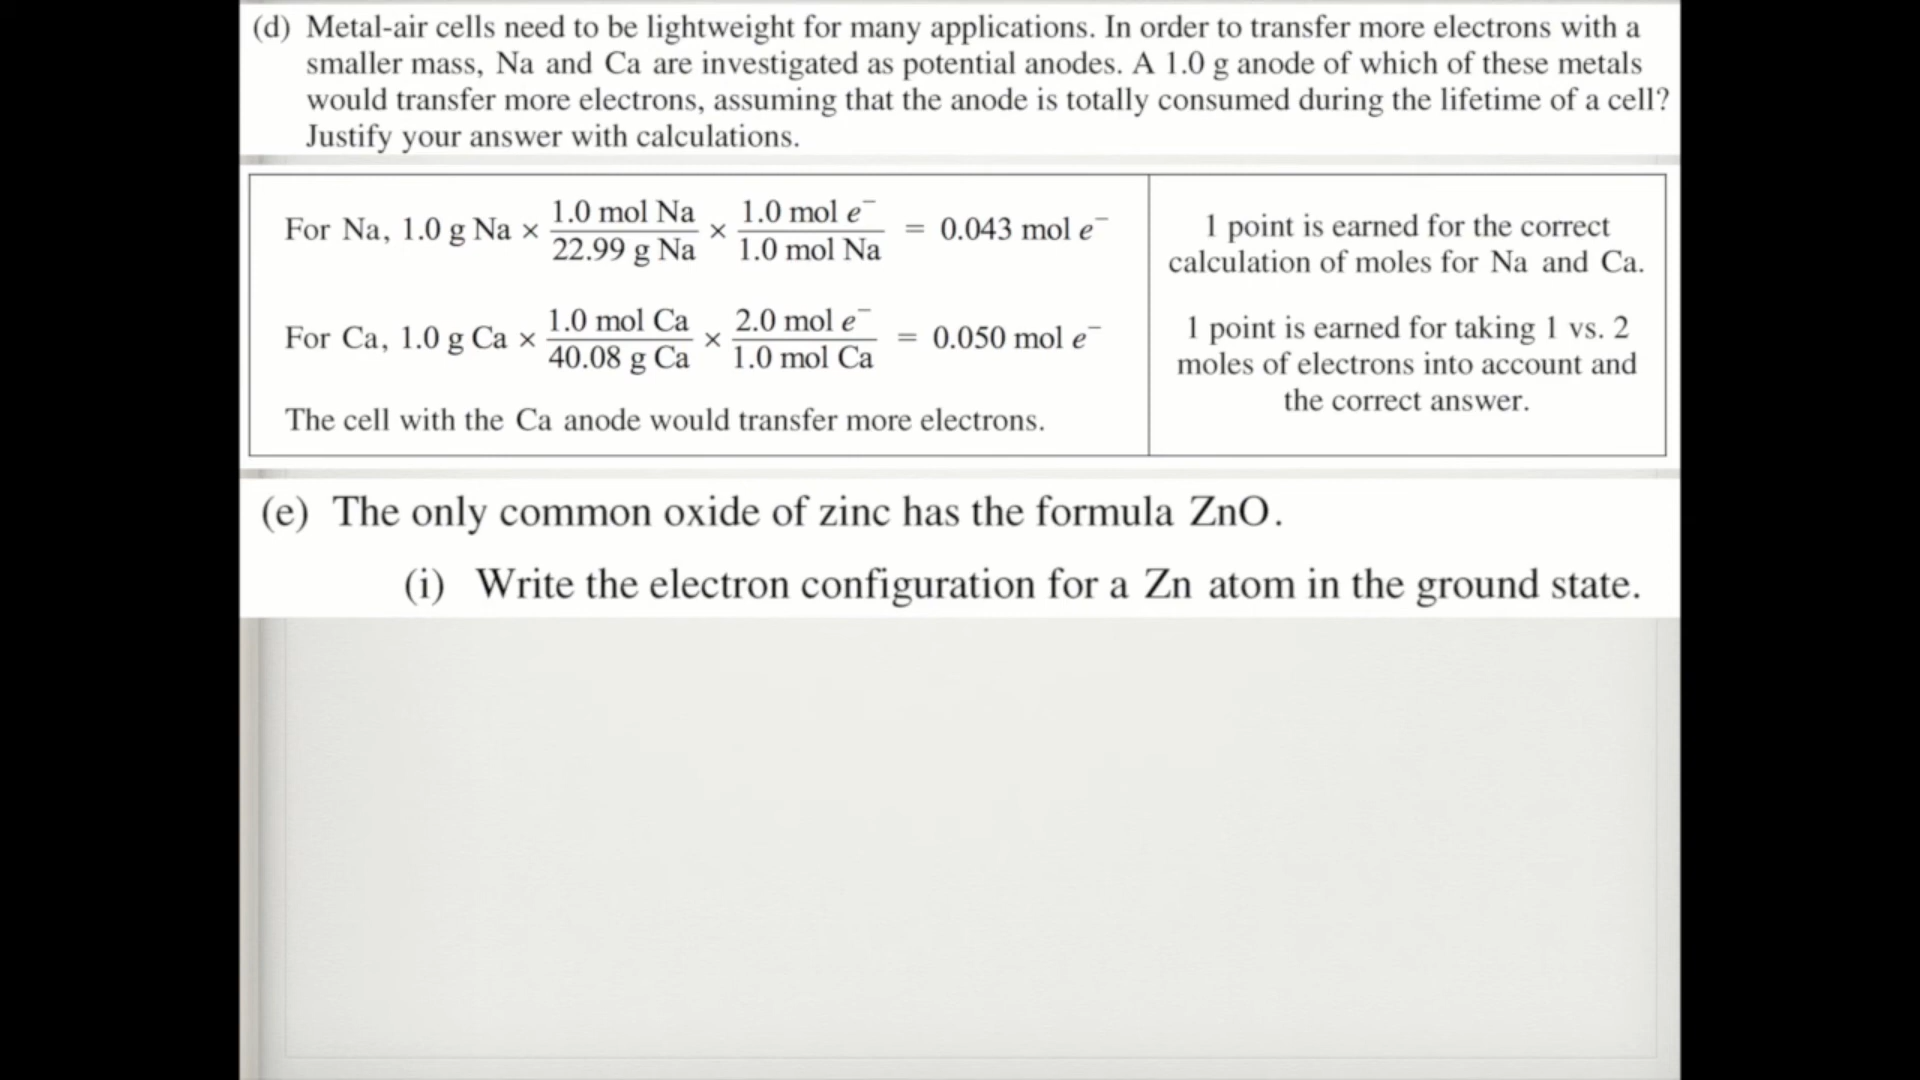 (d) Metal-air cells need to be lightweight for many applications. In order to transfer more electrons with a
smaller mass, Na and Ca are investigated as potential anodes. A 1.0 g anode of which of these metals
would transfer more electrons, assuming that the anode is totally consumed during the lifetime of a cell?
Justify your answer with calculations.
For Na, 1.0 g Na × 1.0 mol Na / 22.99 g Na × 1.0 mol e⁻ / 1.0 mol Na = 0.043 mol e⁻
For Ca, 1.0 g Ca × 1.0 mol Ca / 40.08 g Ca × 2.0 mol e⁻ / 1.0 mol Ca = 0.050 mol e⁻
The cell with the Ca anode would transfer more electrons.
1 point is earned for the correct
calculation of moles for Na and Ca.
1 point is earned for taking 1 vs. 2
moles of electrons into account and
the correct answer.
(e) The only common oxide of zinc has the formula ZnO.
(i) Write the electron configuration for a Zn atom in the ground state.